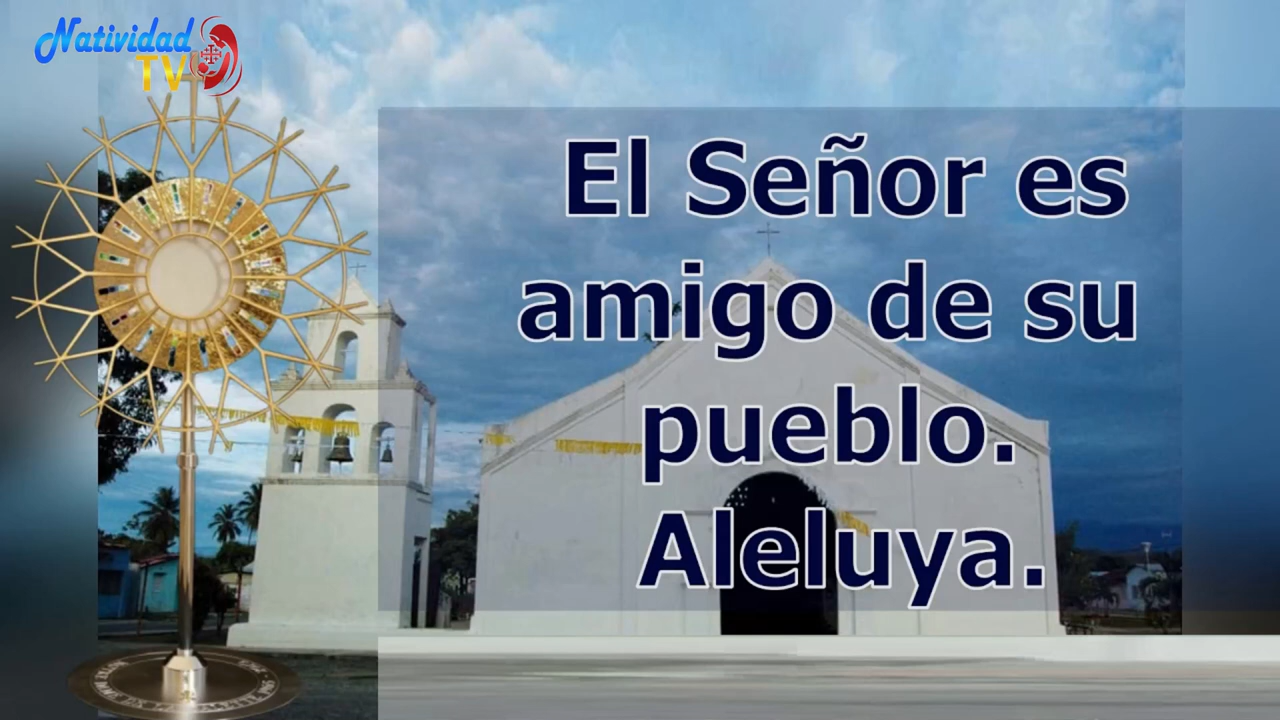 Natividad
TV
El Señor es
amigo de su
pueblo.
Aleluya.